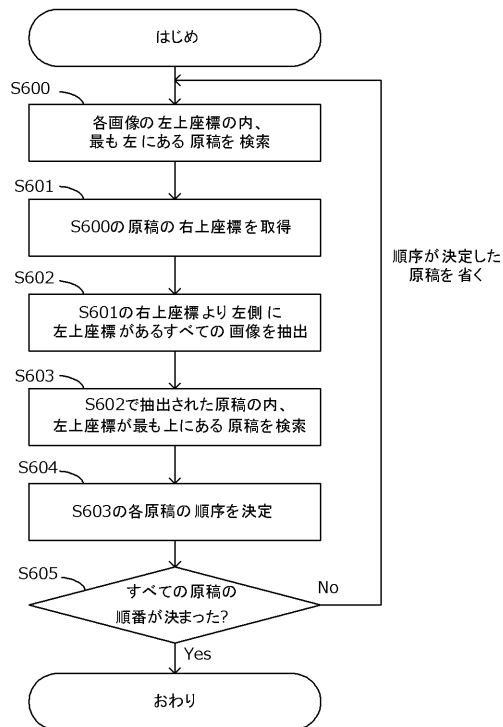 はじめ
S600
各画像の左上座標の内、
最も左にある原稿を検索
S601
S600の原稿の右上座標を取得
順序が決定した
原稿を省く
S602
S601の右上座標より左側に
左上座標があるすべての画像を抽出
S603
S602で抽出された原稿の内、
左上座標が最も上にある原稿を検索
S604
S603の各原稿の順序を決定
S605
すべての原稿の
順番が決まった?
No
Yes
おわり